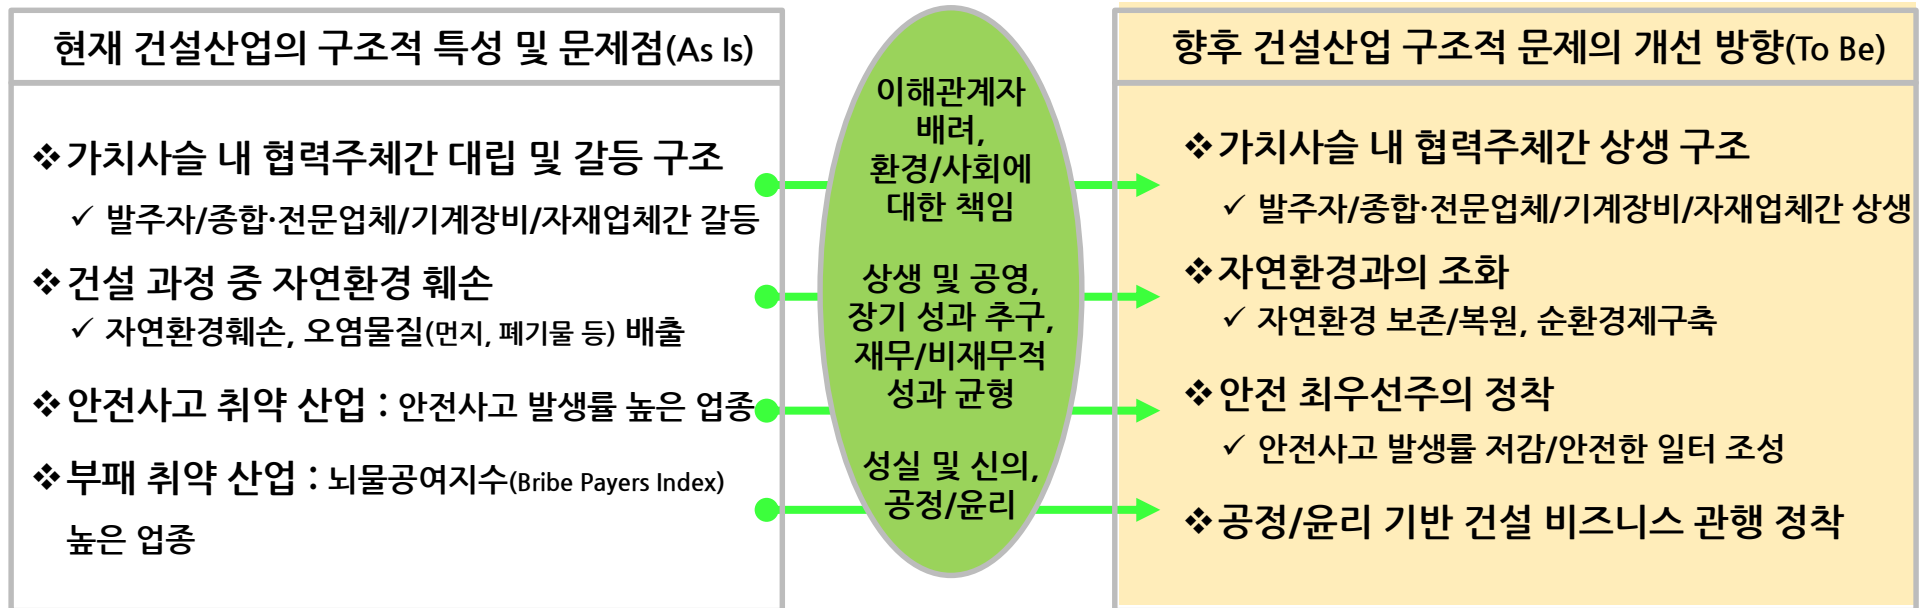 현재 건설산업의 구조적 특성 및 문제점(As Is)
❖가치사슬 내 협력주체간 대립 및 갈등 구조
✓ 발주자/종합·전문업체/기계장비/자재업체간 갈등
❖건설 과정 중 자연환경 훼손
✓ 자연환경훼손, 오염물질(먼지, 폐기물 등) 배출
❖안전사고 취약 산업 : 안전사고 발생률 높은 업종
❖부패 취약 산업 : 뇌물공여지수(Bribe Payers Index)
높은 업종
이해관계자
배려,
환경/사회에
대한 책임
상생 및 공영,
장기 성과 추구,
재무/비재무적
성과 균형
성실 및 신의,
공정/윤리
향후 건설산업 구조적 문제의 개선 방향(To Be)
❖가치사슬 내 협력주체간 상생 구조
✓ 발주자/종합·전문업체/기계장비/자재업체간 상생
❖자연환경과의 조화
✓ 자연환경 보존/복원, 순환경제구축
❖안전 최우선주의 정착
✓ 안전사고 발생률 저감/안전한 일터 조성
❖공정/윤리 기반 건설 비즈니스 관행 정착